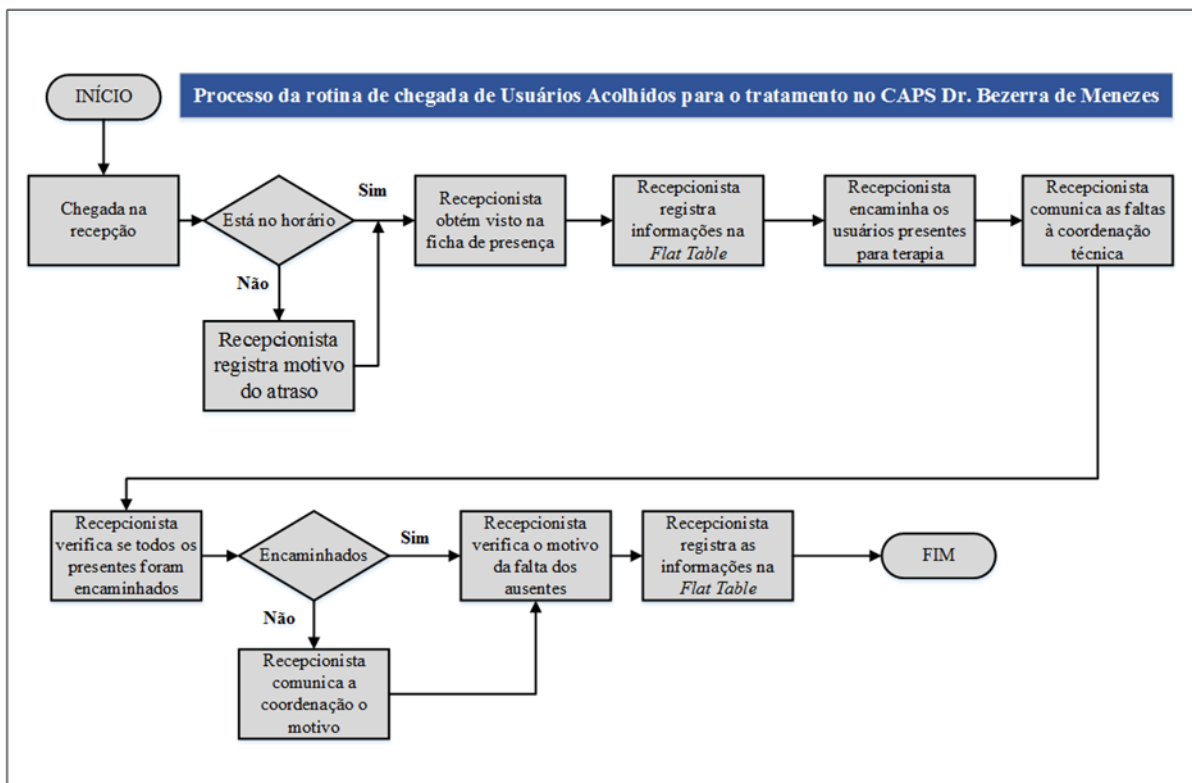 INÍCIO
Processo da rotina de chegada de Usuários Acolhidos para o tratamento no CAPS Dr. Bezerra de Menezes
Chegada na
recepção
Está no horário
Sim
Não
Recepcionista
registra motivo
do atraso
Recepcionista
obtém visto na
ficha de presença
Recepcionista
registra
informações na
Flat Table
Recepcionista
encaminha os
usuários presentes
para terapia
Recepcionista
comunica as faltas
à coordenação
técnica
Recepcionista
verifica se todos os
presentes foram
encaminhados
Encaminhados
Sim
Não
Recepcionista
comunica a
coordenação o
motivo
Recepcionista
verifica o motivo
da falta dos
ausentes
Recepcionista
registra as
informações na
Flat Table
FIM